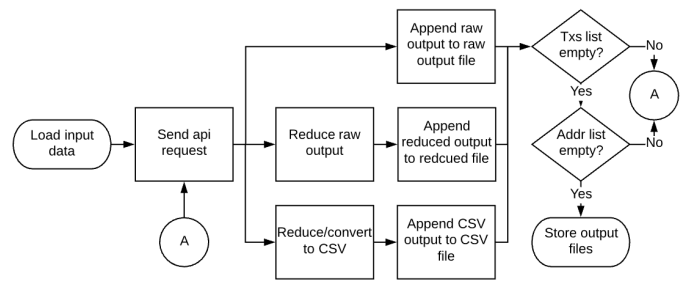 Load input
data
Send api
request
A
Append raw
output to raw
output file
Reduce raw
output
Append
reduced output
to redcued file
Reduce/convert
to CSV
Append CSV
output to CSV
file
Txs list
empty?
No
A
Yes
Addr list
empty?
No
Yes
Store output
files